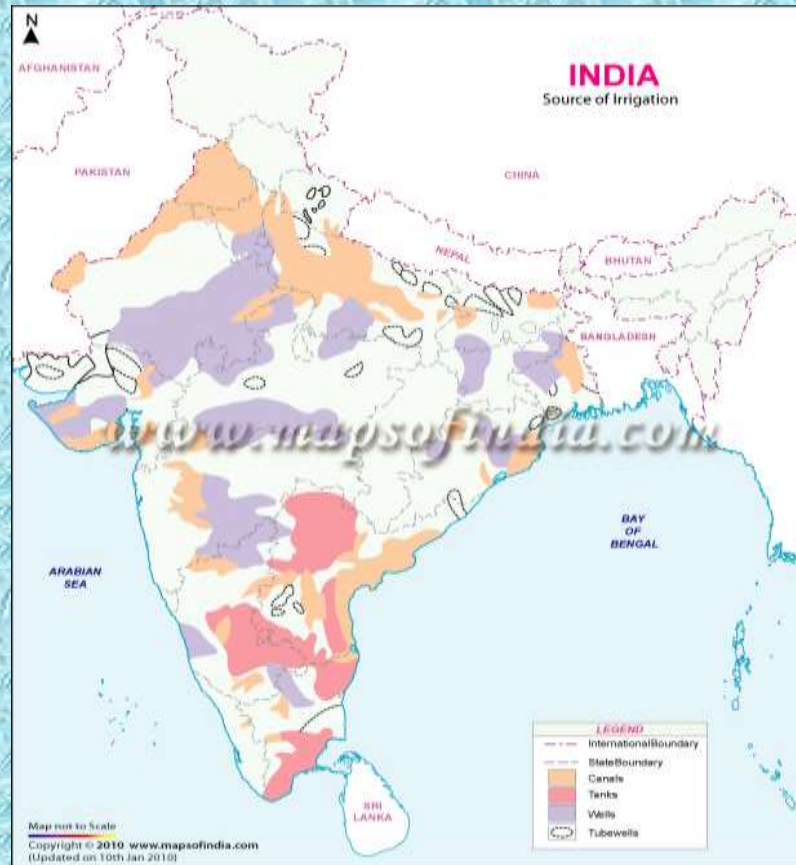 N
INDIA
Source of Irrigation
AFGHANISTAN
PAKISTAN
CHINA
NEPAL
BHUTAN
BANGLADESH
www.mapsofindia.com
BAY
OF
BENGAL
ARABIAN
SEA
SRI
LANKA
LEGEND
InternationalBoundary
StateBoundary
Canals
Tanks
Wells
Tubewells
Map not to Scale
Copyright © 2010 www.mapsofindia.com
(Updated on 10th Jan 2010)